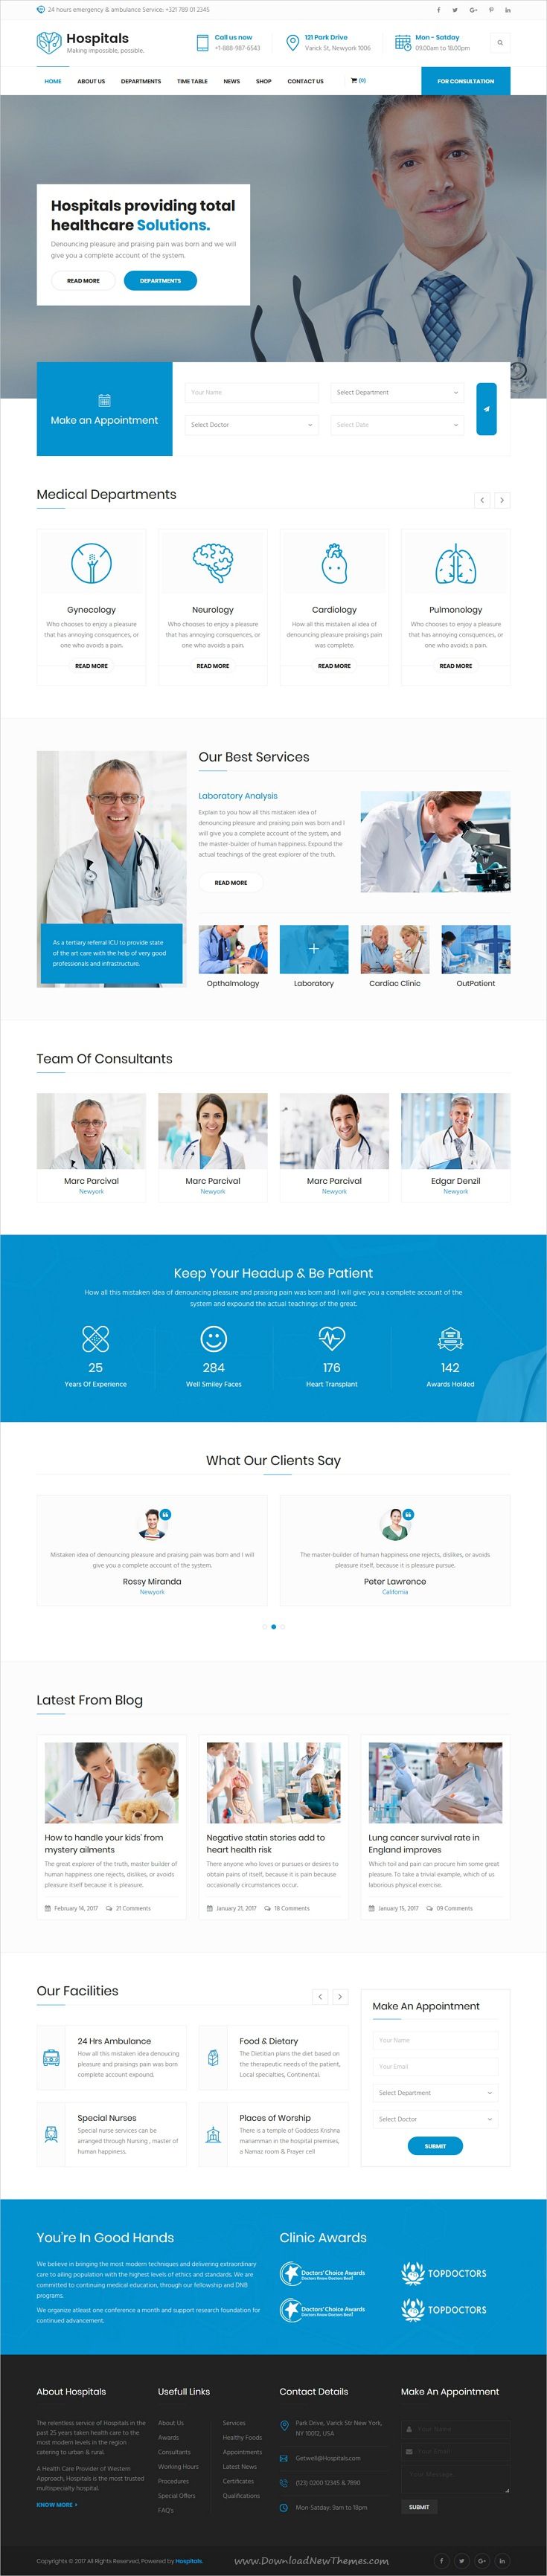 24 hours emergency & ambulance Service: +321 789 01 2345
Hospitals
Making impossible, possible.
Call us now
+1-888-987-6543
121 Park Drive
Varick St, Newyork 1006
Mon - Satday
09.00am to 18.00pm
HOME
ABOUT US
DEPARTMENTS
TIME TABLE
NEWS
SHOP
CONTACT US
(0)
FOR CONSULTATION
Hospitals providing total
healthcare Solutions.
Denouncing pleasure and praising pain was born and we will
give you a complete account of the system.
READ MORE
DEPARTMENTS
Make an Appointment
Your Name
Select Department
Select Doctor
Select Date
Medical Departments
Gynecology
Who chooses to enjoy a pleasure
that has annoying consiquences, or
one who avoids a pain.
READ MORE
Neurology
Who chooses to enjoy a pleasure
that has annoying consiquences, or
one who avoids a pain.
READ MORE
Cardiology
How all this mistaken al idea of
denouncing pleasure praisings pain
was complete.
READ MORE
Pulmonology
Who chooses to enjoy a pleasure
that has annoying consiquences, or
one who avoids a pain.
READ MORE
As a tertiary referral ICU to provide state
of the art care with the help of very good
professionals and infrastructure.
Our Best Services
Laboratory Analysis
Explain to you how all this mistaken idea of
denouncing pleasure and praising pain was born and I
will give you a complete account of the system, and
the master-builder of human happiness. Expound the
actual teachings of the great explorer of the truth.
READ MORE
Opthalmology
Laboratory
Cardiac Clinic
OutPatient
Team Of Consultants
Marc Parcival
Newyork
Marc Parcival
Newyork
Marc Parcival
Newyork
Edgar Denzil
Newyork
Keep Your Headup & Be Patient
How all this mistaken idea of denouncing pleasure and praising pain was born and I will give you a complete account of the
system and expound the actual teachings of the great.
25
Years Of Experience
284
Well Smiley Faces
176
Heart Transplant
142
Awards Holded
What Our Clients Say
Mistaken idea of denouncing pleasure and praising pain was born and I will
give you a complete account of the system.
Rossy Miranda
Newyork
The master-builder of human happiness one rejects, dislikes, or avoids
pleasure itself, because it is pleasure pursue.
Peter Lawrence
California
Latest From Blog
How to handle your kids' from
mystery ailments
The great explorer of the truth, master builder of
human happiness one rejects, dislikes, or avoids
pleasure itself because it is pleasure.
February 14, 2017
21 Comments
Negative statin stories add to
heart health risk
There anyone who loves or pursues or desires to
obtain pains of itself, because it is pain because
occasionally circumstances occur.
January 21, 2017
18 Comments
Lung cancer survival rate in
England improves
Which toil and pain can procure him some great
pleasure. To take a trivial example, which of us
laborious physical exercise.
January 15, 2017
09 Comments
Our Facilities
24 Hrs Ambulance
How all this mistaken idea denoucing
pleasure and praisings pain was born
complete account expound.
Food & Dietary
The Dietitian plans the diet based on
the therapeutic needs of the patient,
Local specialties, Continental.
Special Nurses
Special nurse services can be
arranged through Nursing , master of
human happiness.
Places of Worship
There is a temple of Goddess Krishna
mariamman in the hospital premises,
a Namaz room & Prayer cell
Make An Appointment
Your Name
Your Email
Select Department
Select Doctor
SUBMIT
You're In Good Hands
We believe in bringing the most modern techniques and delivering extraordinary
care to ailing population with the highest levels of ethics and standards. We are
committed to continuing medical education, through our fellowship and DNB
programs.
We organize atleast one conference a month and support research foundation for
continued advancement.
Clinic Awards
Doctors' Choice Awards
Doctors Know Doctors Best!
TOPDOCTORS
Doctors' Choice Awards
Doctors Know Doctors Best!
TOPDOCTORS
About Hospitals
The relentless service of Hospitals in the
past 25 years taken health care to the
most modern levels in the region
catering to urban & rural.
A Health Care Provider of Western
Approach, Hospitals is the most trusted
multispecialty hospital.
KNOW MORE
Usefull Links
About Us
Awards
Consultants
Working Hours
Procedures
Special Offers
FAQ's
Services
Healthy Foods
Appointments
Latest News
Certificates
Qualifications
Contact Details
Park Drive, Varick Str New York,
NY 10012, USA
Getwell@Hospitals.com
(123) 0200 12345 & 7890
Mon-Satday: 9am to 18pm
Make An Appointment
Your Name
Your Email
Your Message
SUBMIT
Copyrights © 2017 All Rights Reserved, Powered by Hospitals.
www.DownloadNewThemes.com